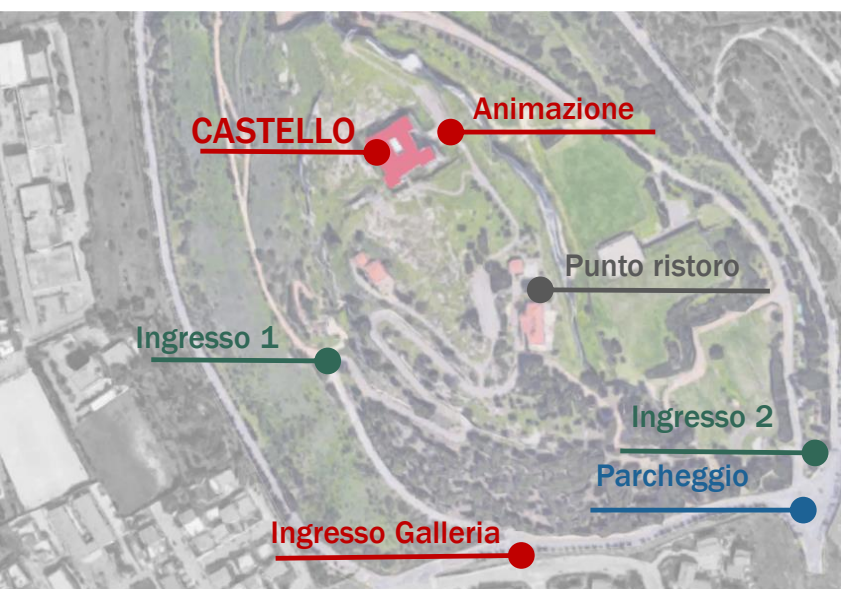 Animazione
CASTELLO
Punto ristoro
Ingresso 1
Ingresso 2
Parcheggio
Ingresso Galleria